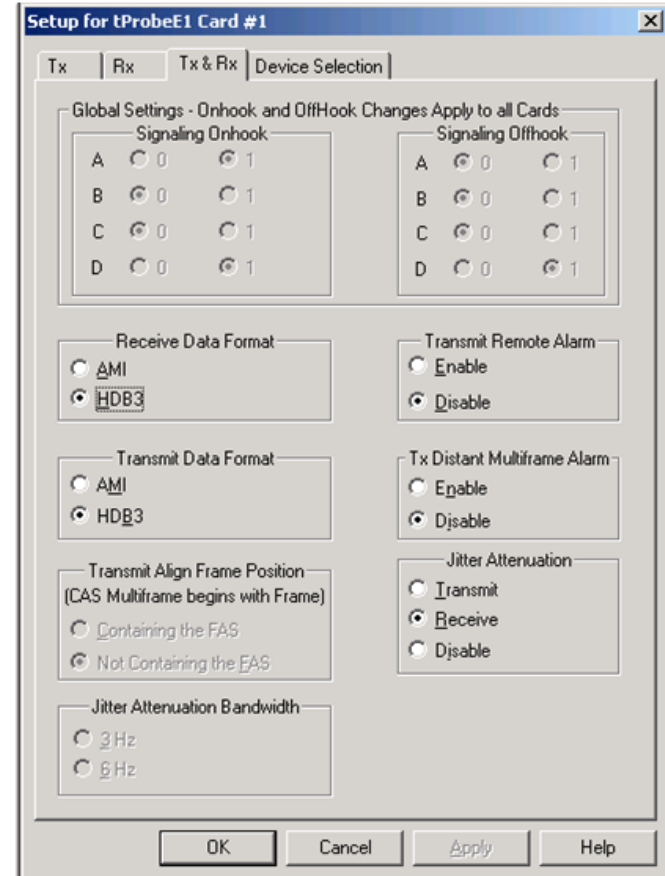 Setup for tProbeE1 Card #1
Tx Rx Tx & Rx Device Selection
Global Settings - Onhook and OffHook Changes Apply to all Cards
Signaling Onhook
A 0 1
B 0 1
C 0 1
D 0 1
Signaling Offhook
A 0 1
B 0 1
C 0 1
D 0 1
Receive Data Format
AMI
HDB3
Transmit Remote Alarm
Enable
Disable
Transmit Data Format
AMI
HDB3
Tx Distant Multiframe Alarm
Enable
Disable
Transmit Align Frame Position
(CAS Multiframe begins with Frame)
Containing the FAS
Not Containing the FAS
Jitter Attenuation
Transmit
Receive
Disable
Jitter Attenuation Bandwidth
3 Hz
6 Hz
OK Cancel Apply Help